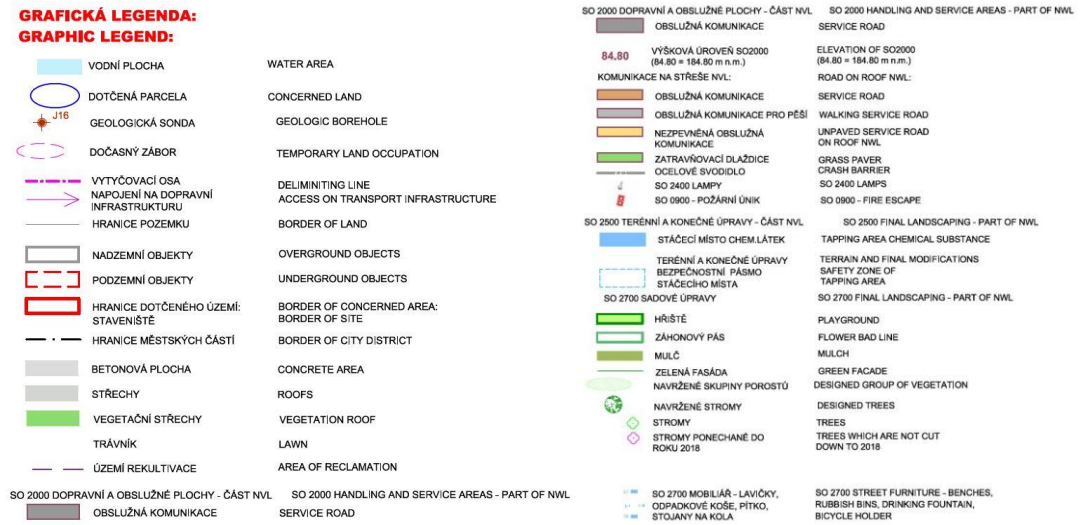 GRAFICKÁ LEGENDA:
GRAPHIC LEGEND:
VODNÍ PLOCHA WATER AREA
DOTČENÁ PARCELA CONCERNED LAND
J16
GEOLOGICKÁ SONDA GEOLOGIC BOREHOLE
DOČASNÝ ZÁBOR TEMPORARY LAND OCCUPATION
VYTYČOVACÍ OSA DELIMINITING LINE
NAPOJENÍ NA DOPRAVNÍ ACCESS ON TRANSPORT INFRASTRUKCTURE
INFRASTRUKTURU
HRANICE POZEMKU BORDER OF LAND
NADZEMNÍ OBJEKTY OVERGROUND OBJECTS
PODZEMNÍ OBJEKTY UNDERGROUND OBJECTS
HRANICE DOTČENÉHO ÚZEMÍ: BORDER OF CONCERNED AREA:
STAVENIŠTĚ BORDER OF SITE
HRANICE MĚSTSKÝCH ČÁSTÍ BORDER OF CITY DISTRICT
BETONOVÁ PLOCHA CONCRETE AREA
STŘECHY ROOFS
VEGETAČNÍ STŘECHY VEGETATION ROOF
TRÁVNÍK LAWN
ÚZEMÍ REKULTIVACE AREA OF RECLAMATION
SO 2000 DOPRAVNÍ A OBSLUŽNÉ PLOCHY - ČÁST NVL SO 2000 HANDLING AND SERVICE AREAS - PART OF NWL
OBSLUŽNÁ KOMUNIKACE SERVICE ROAD
SO 2000 DOPRAVNÍ A OBSLUŽNÉ PLOCHY - ČÁST NVL SO 2000 HANDLING AND SERVICE AREAS - PART OF NWL
OBSLUŽNÁ KOMUNIKACE SERVICE ROAD
84.80 VÝŠKOVÁ ÚROVEŇ SO2000 ELEVATION OF SO2000
(84.80 = 184.80 m n.m.) (84.80 = 184.80 m n.m.)
KOMUNIKACE NA STŘEŠE NVL: ROAD ON ROOF NWL:
OBSLUŽNÁ KOMUNIKACE SERVICE ROAD
OBSLUŽNÁ KOMUNIKACE PRO PĚŠÍ WALKING SERVICE ROAD
NEZPEVNĚNÁ OBSLUŽNÁ UNPAVED SERVICE ROAD
KOMUNIKACE ON ROOF NWL
ZATRAVŇOVACÍ DLAŽDICE GRASS PAVER
OCELOVÉ SVODIDLO CRASH BARRIER
SO 2400 LAMPY SO 2400 LAMPS
SO 0900 - POŽÁRNÍ ÚNIK SO 0900 - FIRE ESCAPE
SO 2500 TERÉNNÍ A KONEČNÉ ÚPRAVY - ČÁST NVL SO 2500 FINAL LANDSCAPING - PART OF NWL
STÁČECÍ MÍSTO CHEM.LÁTEK TAPPING AREA CHEMICAL SUBSTANCE
TERÉNNÍ A KONEČNÉ ÚPRAVY TERRAIN AND FINAL MODIFICATIONS
BEZPEČNOSTNÍ PÁSMO SAFETY ZONE OF
STÁČECÍHO MÍSTA TAPPING AREA
SO 2700 SADOVÉ ÚPRAVY SO 2700 FINAL LANDSCAPING - PART OF NWL
HŘIŠTĚ PLAYGROUND
ZÁHONOVÝ PÁS FLOWER BAD LINE
MULČ MULCH
ZELENÁ FASÁDA GREEN FACADE
NAVRŽENÉ SKUPINY POROSTŮ DESIGNED GROUP OF VEGETATION
NAVRŽENÉ STROMY DESIGNED TREES
STROMY TREES
STROMY PONECHANÉ DO TREES WHICH ARE NOT CUT
ROKU 2018 DOWN TO 2018
SO 2700 MOBILIÁŘ - LAVIČKY, SO 2700 STREET FURNITURE - BENCHES,
ODPADKOVÉ KOŠE, PÍTKO, RUBBISH BINS, DRINKING FOUNTAIN,
STOJANY NA KOLA BICYCLE HOLDER